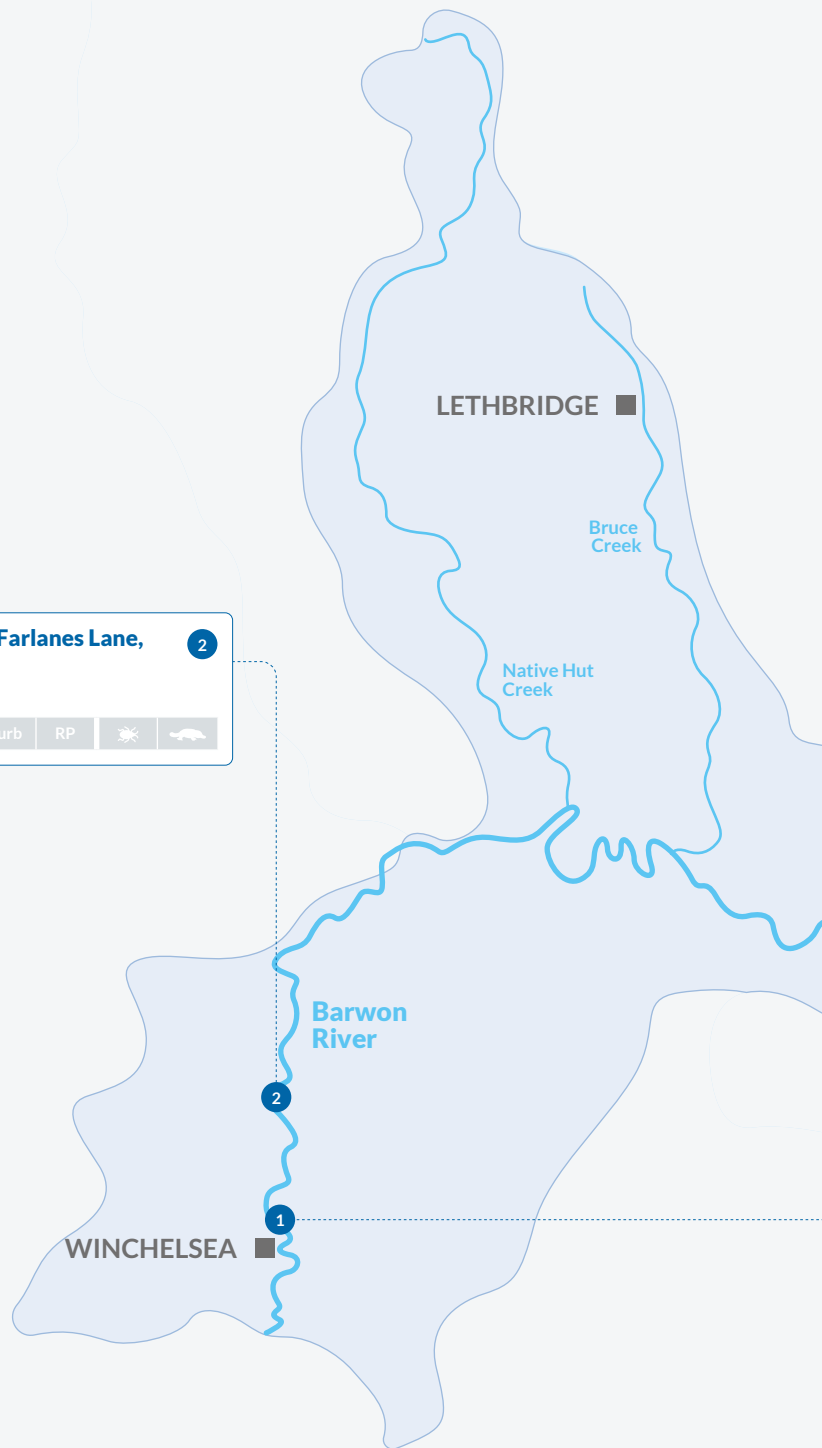 LETHBRIDGE
Bruce
Creek
Farlanes Lane,
2
Native Hut
Creek
urb
RP
Barwon
River
2
1
WINCHELSEA